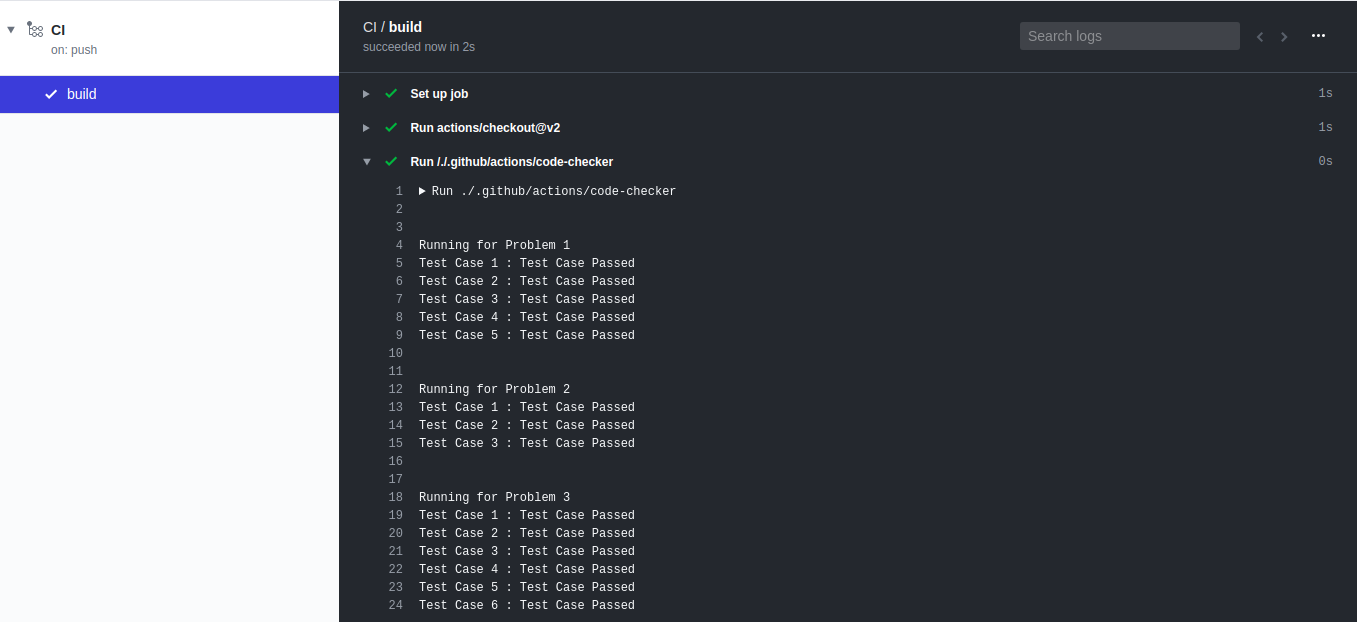 CI
on: push
build
CI / build
succeeded now in 2s
Search logs
Set up job 1s
Run actions/checkout@v2 1s
Run /./.github/actions/code-checker 0s
1 Run ./.github/actions/code-checker
2
3
4 Running for Problem 1
5 Test Case 1 : Test Case Passed
6 Test Case 2 : Test Case Passed
7 Test Case 3 : Test Case Passed
8 Test Case 4 : Test Case Passed
9 Test Case 5 : Test Case Passed
10
11
12 Running for Problem 2
13 Test Case 1 : Test Case Passed
14 Test Case 2 : Test Case Passed
15 Test Case 3 : Test Case Passed
16
17
18 Running for Problem 3
19 Test Case 1 : Test Case Passed
20 Test Case 2 : Test Case Passed
21 Test Case 3 : Test Case Passed
22 Test Case 4 : Test Case Passed
23 Test Case 5 : Test Case Passed
24 Test Case 6 : Test Case Passed